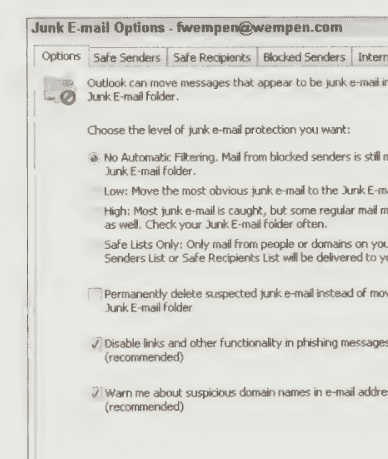 Junk E-mail Options - fwempen@wempen.com
Options Safe Senders Safe Recipients Blocked Senders Intern
Outlook can move messages that appear to be junk e-mail in
Junk E-mail folder.
Choose the level of junk e-mail protection you want:
No Automatic Filtering. Mail from blocked senders is still m
Junk E-mail folder.
Low: Move the most obvious junk e-mail to the Junk E-ma
High: Most junk e-mail is caught, but some regular mail m
as well. Check your Junk E-mail folder often.
Safe Lists Only: Only mail from people or domains on you
Senders List or Safe Recipients List will be delivered to yo
Permanently delete suspected junk e-mail instead of mov
Junk E-mail folder
Disable links and other functionality in phishing messages
(recommended)
Warn me about suspicious domain names in e-mail addre
(recommended)